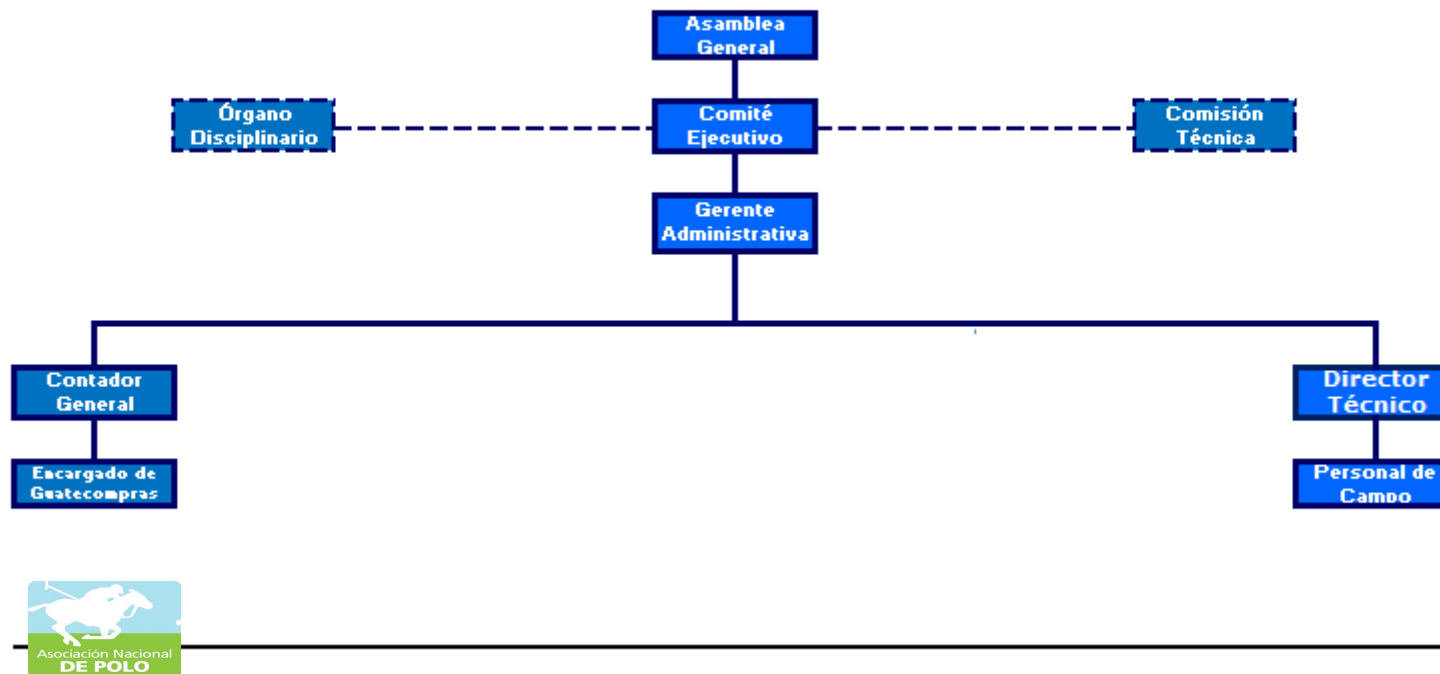 Asamblea
General
Órgano
Disciplinario
Comité
Ejecutivo
Comisión
Técnica
Gerente
Administrativa
Contador
General
Director
Técnico
Encargado de
Guatecompras
Personal de
Campo
Asociación Nacional
DE POLO